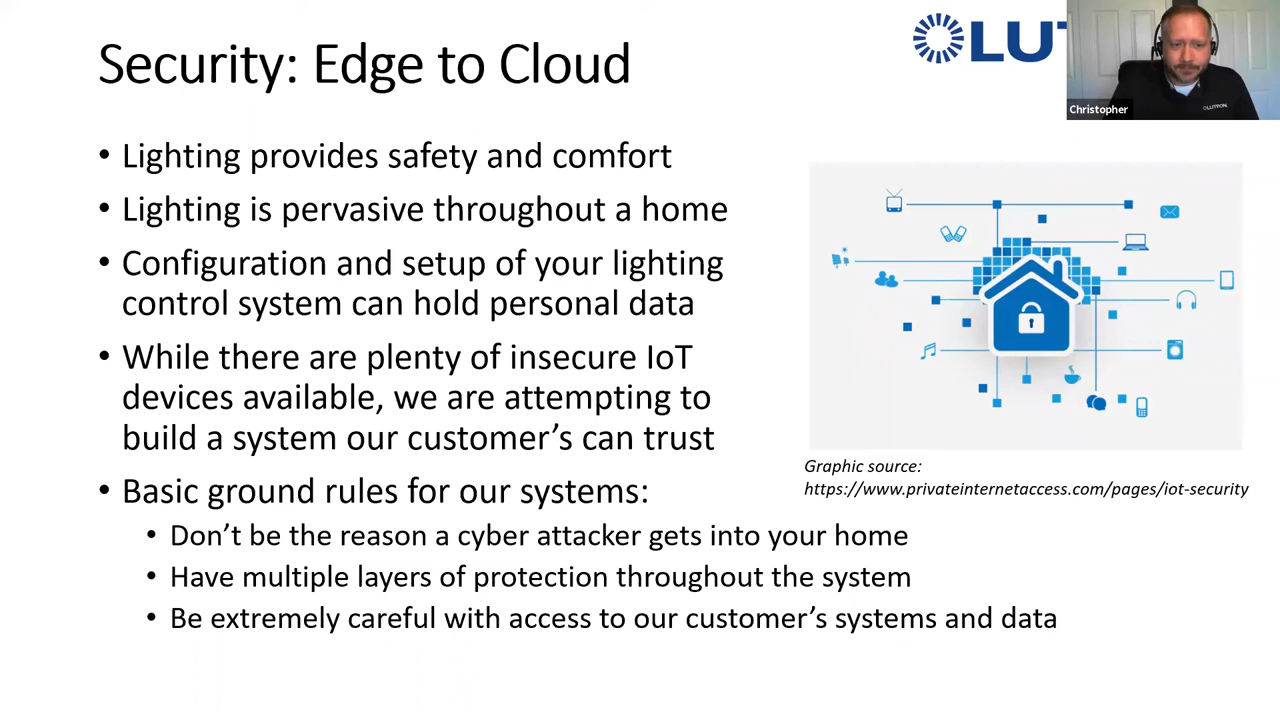 Security: Edge to Cloud
LUT
Christopher
LUTRON
• Lighting provides safety and comfort
• Lighting is pervasive throughout a home
• Configuration and setup of your lighting
control system can hold personal data
• While there are plenty of insecure IoT
devices available, we are attempting to
build a system our customer’s can trust
• Basic ground rules for our systems:
• Don’t be the reason a cyber attacker gets into your home
• Have multiple layers of protection throughout the system
• Be extremely careful with access to our customer’s systems and data
Graphic source:
https://www.privateinternetaccess.com/pages/iot-security